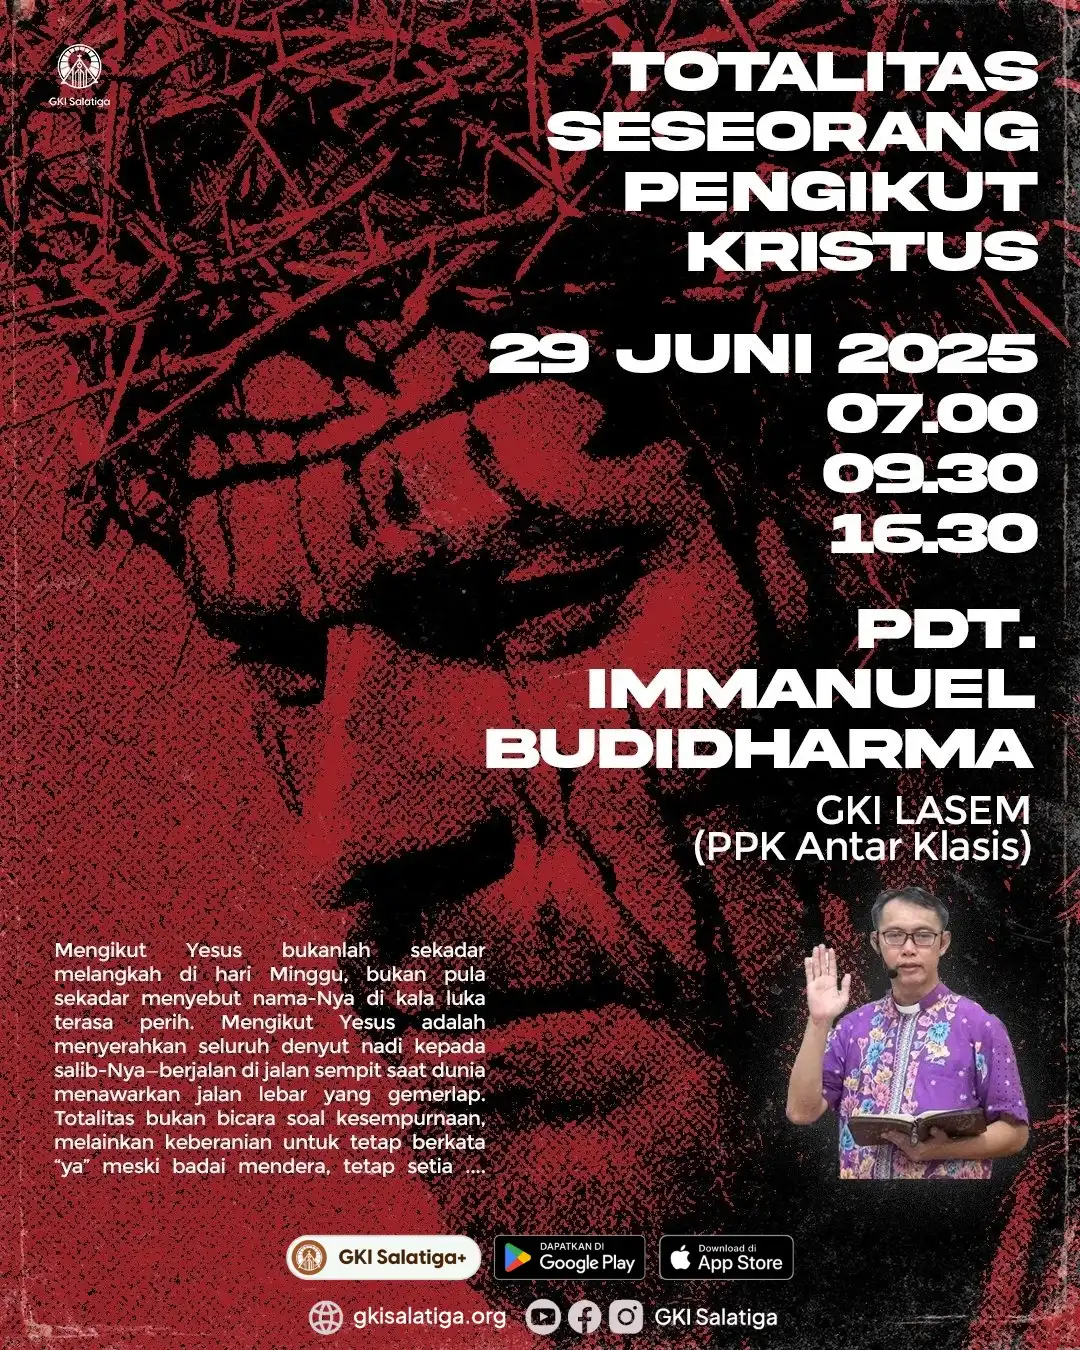 GKI Salatiga
TOTALITAS
SESEORANG
PENGIKUT
KRISTUS
29 JUNI 2025
07.00
09.30
16.30
PDT.
IMMANUEL
BUDIDHARMA
GKI LASEM
(PPK Antar Klasis)
Mengikut Yesus bukanlah sekadar
melangkah di hari Minggu, bukan pula
sekadar menyebut nama-Nya di kala luka
terasa perih. Mengikut Yesus adalah
menyerahkan seluruh denyut nadi kepada
salib-Nya—berjalan di jalan sempit saat dunia
menawarkan jalan lebar yang gemerlap.
Totalitas bukan bicara soal kesempurnaan,
melainkan keberanian untuk tetap berkata
“ya” meski badai mendera, tetap setia ....
GKI Salatiga+
DAPATKAN DI
Google Play
Download di
App Store
gkisalatiga.org
GKI Salatiga